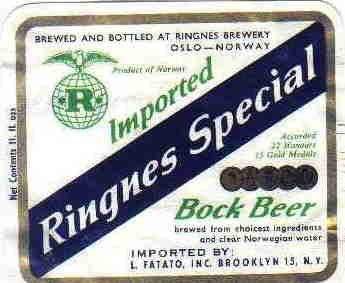 BREWED AND BOTTLED AT RINGNES BREWERY
OSLO—NORWAY
Product of Norway
R
Imported
Ringnes Special
Accorded
22 Honours
15 Gold Medals
Bock Beer
brewed from choicest ingredients
and clear Norwegian water
IMPORTED BY:
L. FATATO, INC. BROOKLYN 15, N.Y.
Net Contents 11. fl. ozs